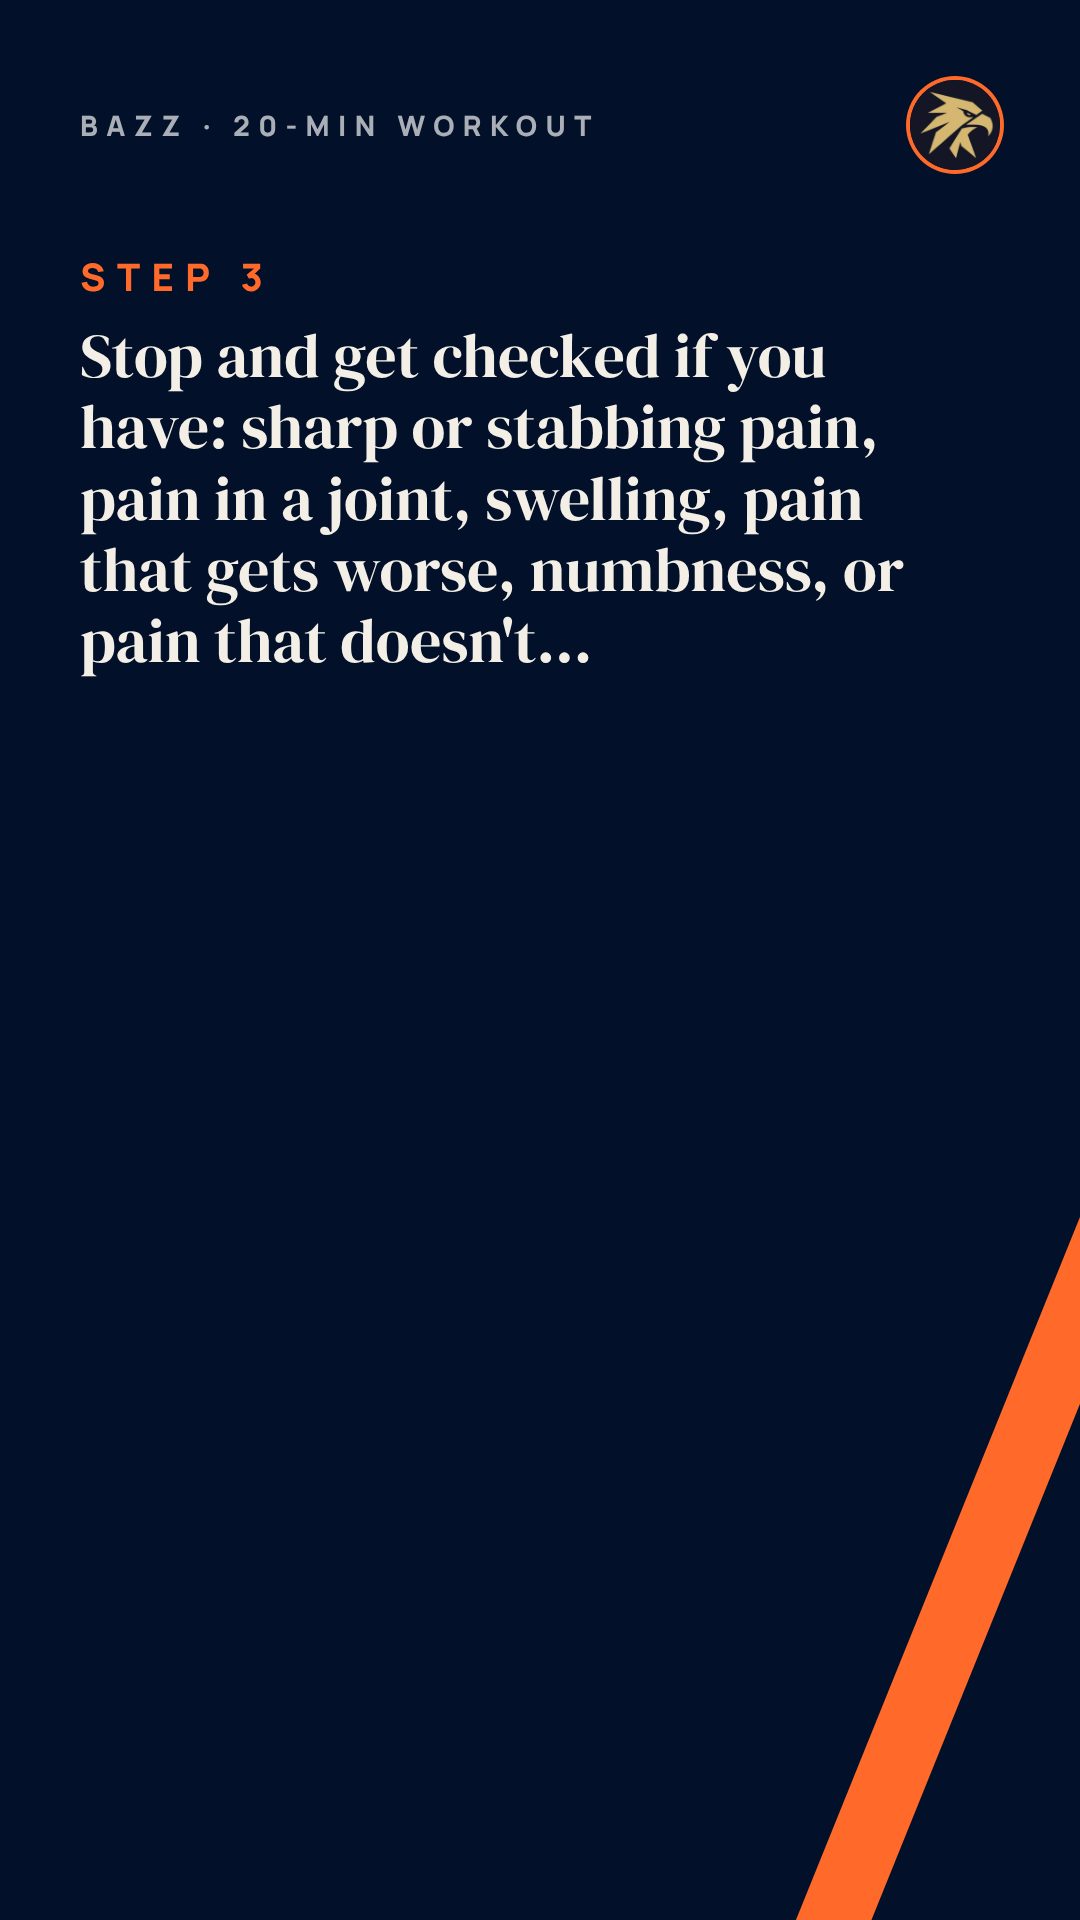 BAZZ · 20-MIN WORKOUT
STEP 3
Stop and get checked if you
have: sharp or stabbing pain,
pain in a joint, swelling, pain
that gets worse, numbness, or
pain that doesn't...